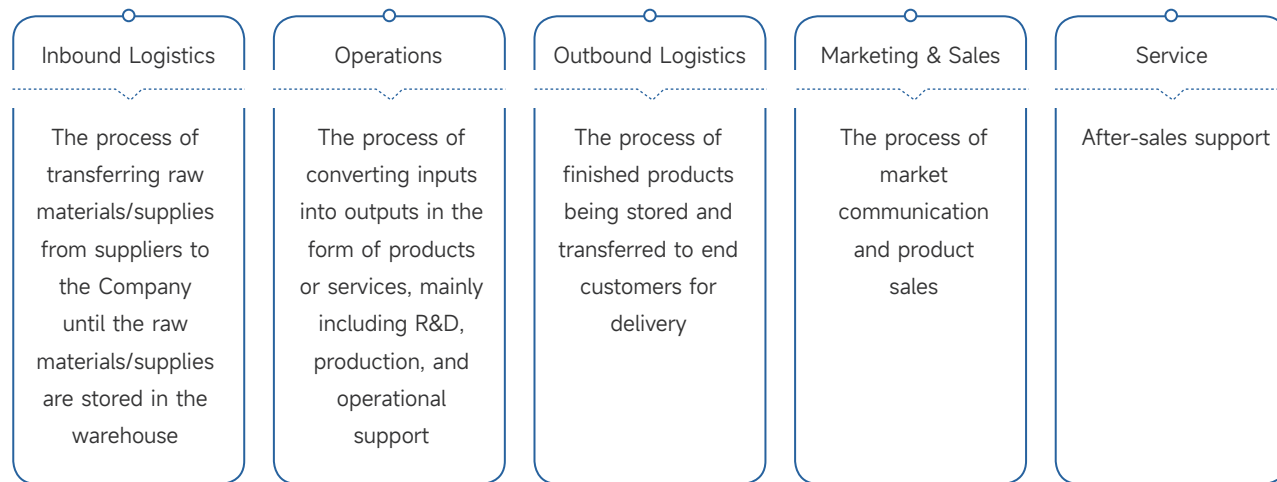 Inbound Logistics
The process of
transferring raw
materials/supplies
from suppliers to
the Company
until the raw
materials/supplies
are stored in the
warehouse
Operations
The process of
converting inputs
into outputs in the
form of products
or services, mainly
including R&D,
production, and
operational
support
Outbound Logistics
The process of
finished products
being stored and
transferred to end
customers for
delivery
Marketing & Sales
The process of
market
communication
and product
sales
Service
After-sales support